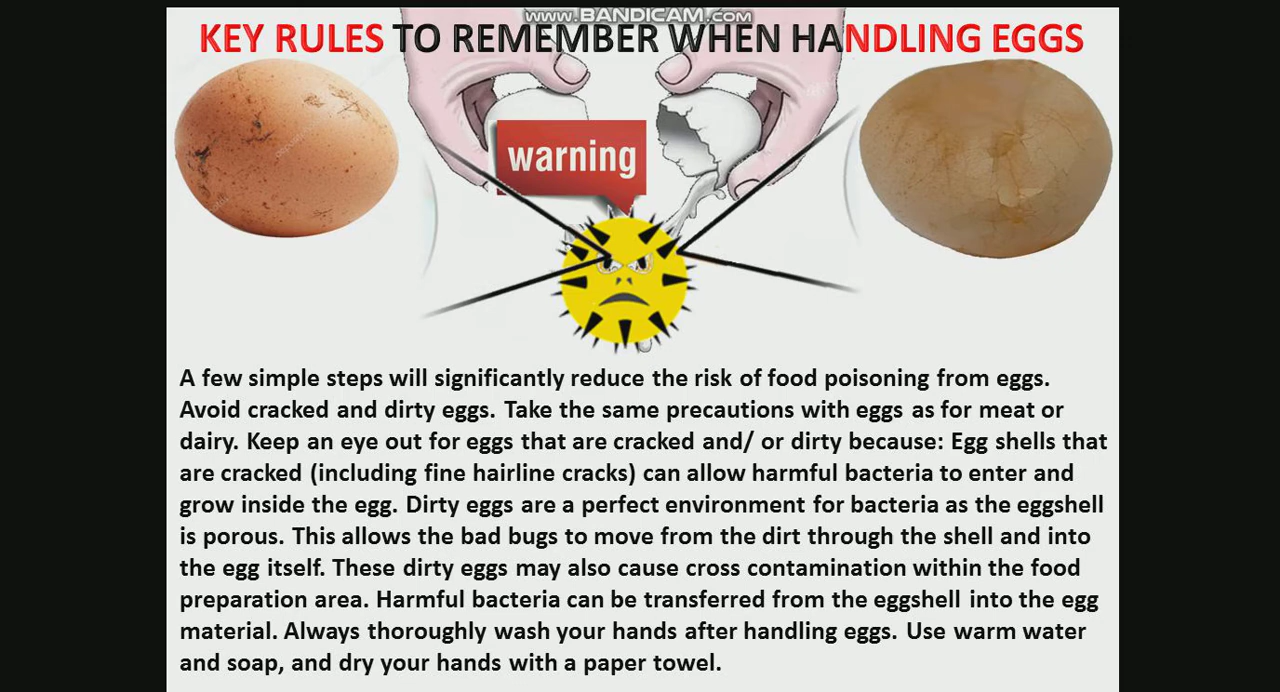 www.BANDICAM.com
KEY RULES TO REMEMBER WHEN HANDLING EGGS
warning
A few simple steps will significantly reduce the risk of food poisoning from eggs.
Avoid cracked and dirty eggs. Take the same precautions with eggs as for meat or
dairy. Keep an eye out for eggs that are cracked and/ or dirty because: Egg shells that
are cracked (including fine hairline cracks) can allow harmful bacteria to enter and
grow inside the egg. Dirty eggs are a perfect environment for bacteria as the eggshell
is porous. This allows the bad bugs to move from the dirt through the shell and into
the egg itself. These dirty eggs may also cause cross contamination within the food
preparation area. Harmful bacteria can be transferred from the eggshell into the egg
material. Always thoroughly wash your hands after handling eggs. Use warm water
and soap, and dry your hands with a paper towel.